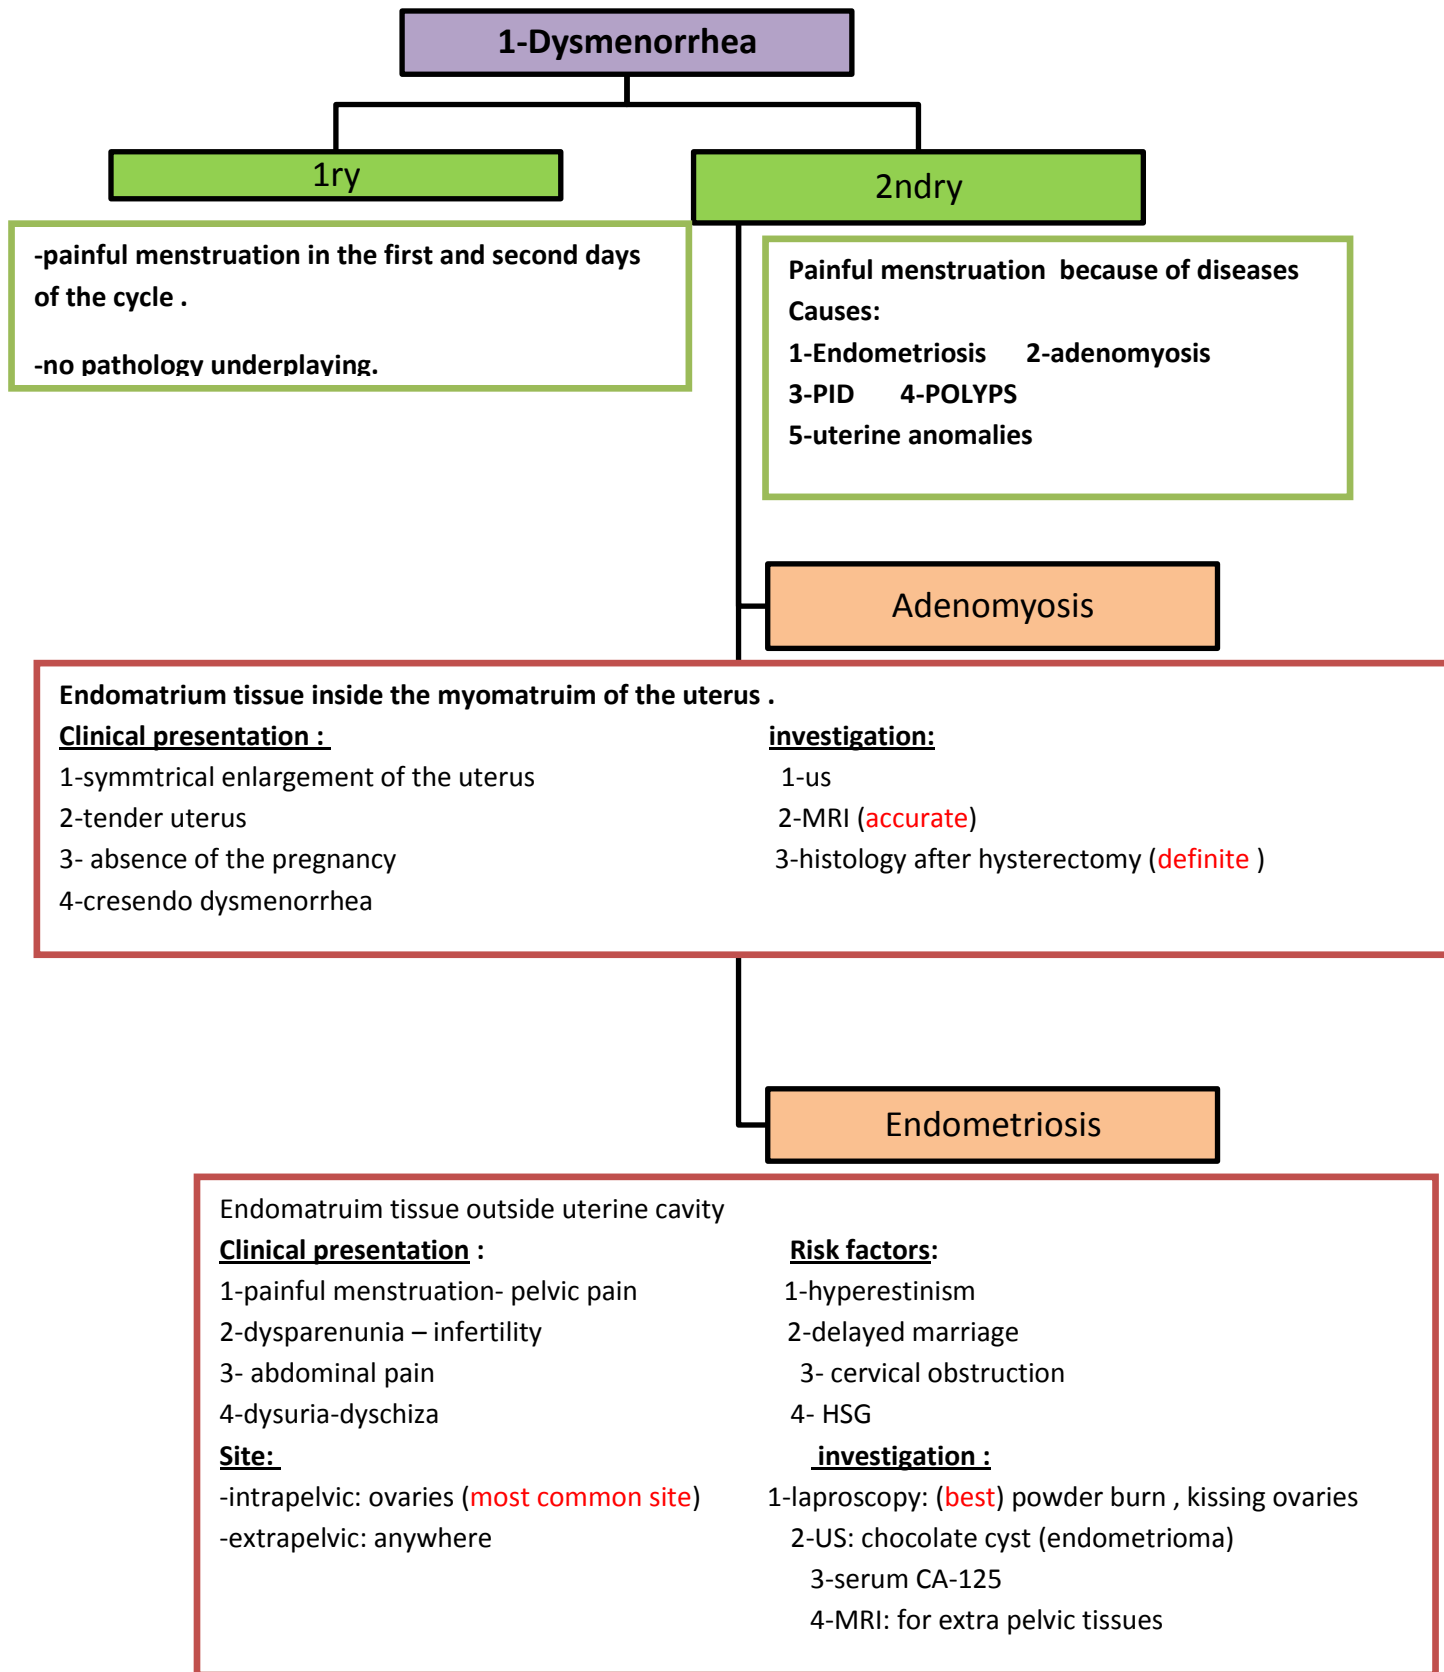 1-Dysmenorrhea
1ry
2ndry
-painful menstruation in the first and second days
of the cycle .
-no pathology underplaying.
Painful menstruation because of diseases
Causes:
1-Endometriosis 2-adenomyosis
3-PID 4-POLYPS
5-uterine anomalies
Adenomyosis
Endomatrium tissue inside the myomatruim of the uterus .
Clinical presentation : investigation:
1-symmtrical enlargement of the uterus 1-us
2-tender uterus 2-MRI (accurate)
3- absence of the pregnancy 3-histology after hysterectomy (definite )
4-cresendo dysmenorrhea
Endometriosis
Endomatruim tissue outside uterine cavity
Clinical presentation : Risk factors:
1-painful menstruation- pelvic pain 1-hyperestinism
2-dysparenunia – infertility 2-delayed marriage
3- abdominal pain 3- cervical obstruction
4-dysuria-dyschiza 4- HSG
Site: investigation :
-intrapelvic: ovaries (most common site) 1-laproscopy: (best) powder burn , kissing ovaries
-extrapelvic: anywhere 2-US: chocolate cyst (endometrioma)
3-serum CA-125
4-MRI: for extra pelvic tissues